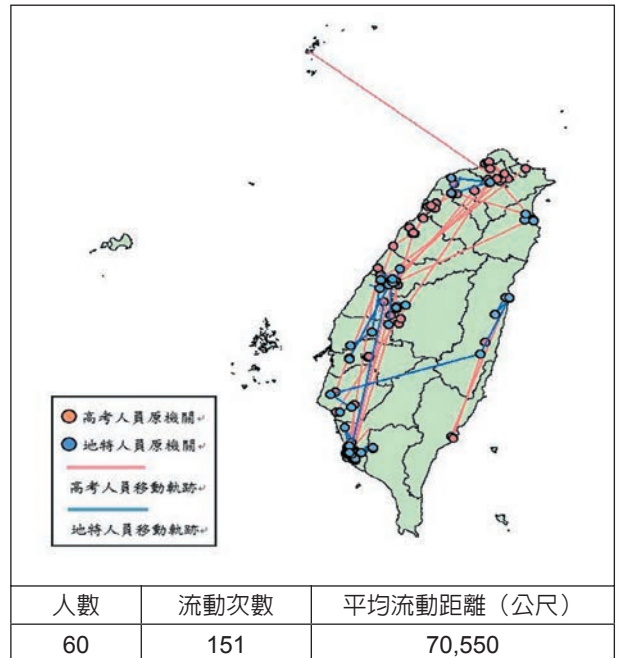 高考人員原機關
地特人員原機關
高考人員移動軌跡
地特人員移動軌跡
人數 流動次數 平均流動距離（公尺）
60 151 70,550